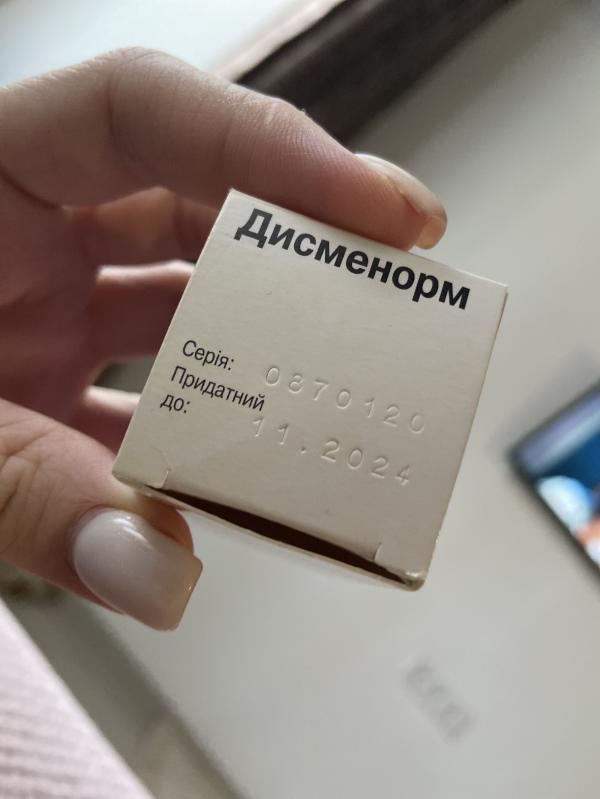 Дисменорм
Серія: 0870120
Придатний
до: 11.2024